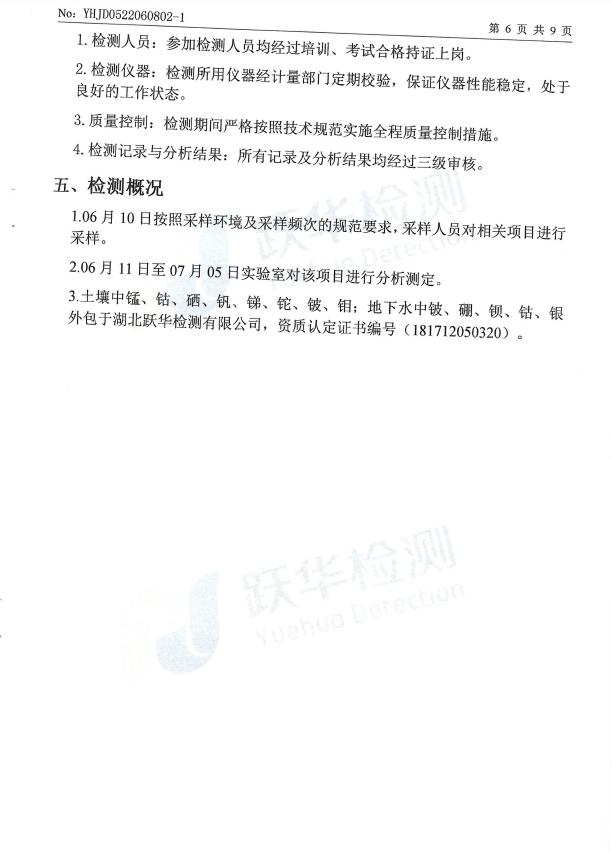 No: YHJD0522060802-1
第 6 页 共 9 页
1. 检测人员：参加检测人员均经过培训、考试合格持证上岗。
2. 检测仪器：检测所用仪器经计量部门定期校验，保证仪器性能稳定，处于
良好的工作状态。
3. 质量控制：检测期间严格按照技术规范实施全程质量控制措施。
4. 检测记录与分析结果：所有记录及分析结果均经过三级审核。
五、检测概况
1.06 月 10 日按照采样环境及采样频次的规范要求，采样人员对相关项目进行
采样。
2.06 月 11 日至 07 月 05 日实验室对该项目进行分析测定。
3.土壤中锰、钴、硒、钒、锑、铊、铍、钼；地下水中铍、硼、钡、钴、银
外包于湖北跃华检测有限公司，资质认定证书编号（181712050320）。
跃华检测
跃华检测
Yuehua Detection